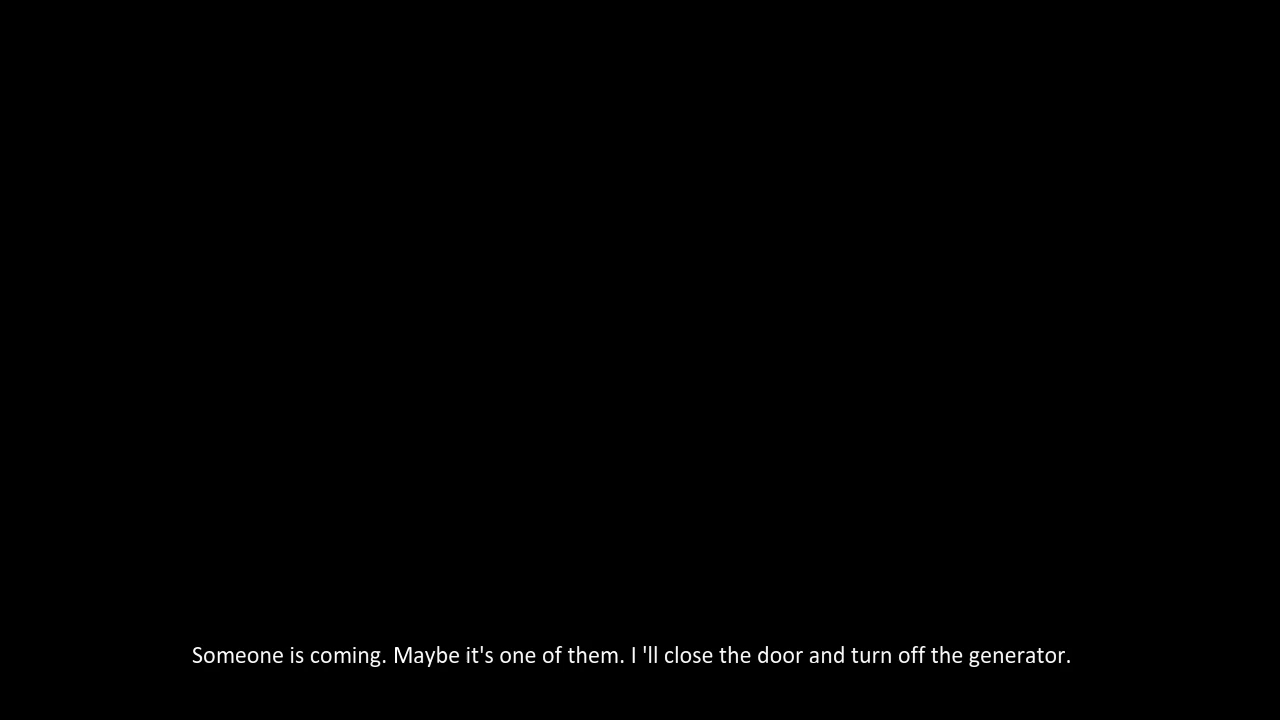 Someone is coming. Maybe it's one of them. I 'll close the door and turn off the generator.